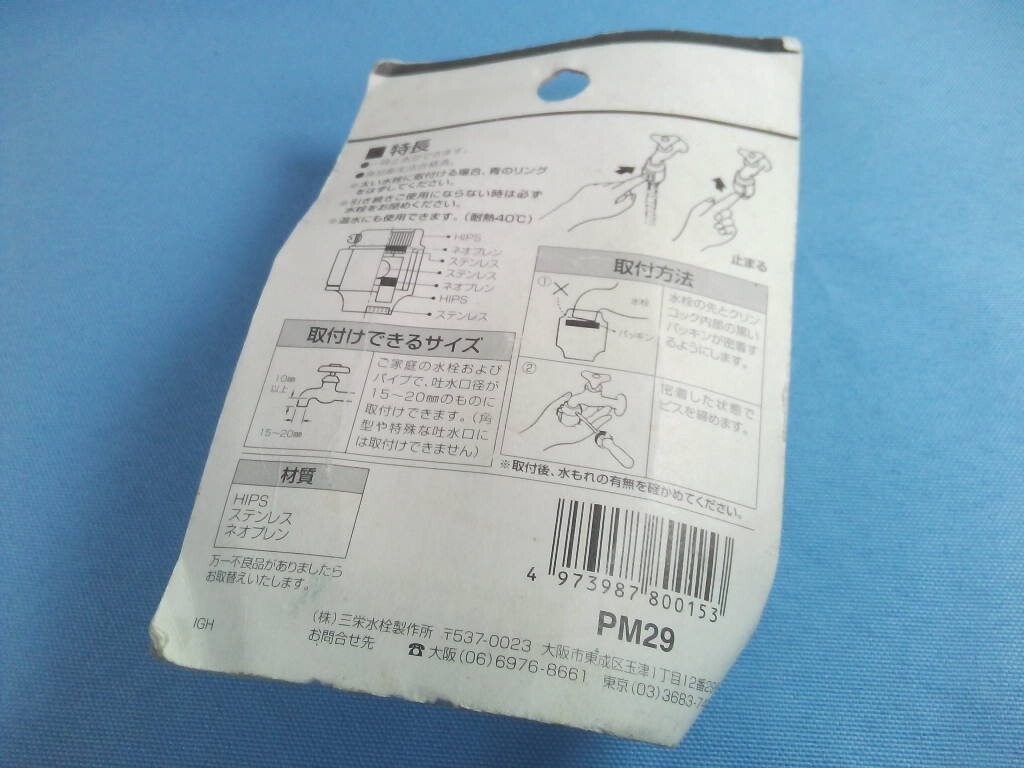 ■特長
●一時止水ができます。
※太い水栓に取付ける場合、青のリング
をはずしてください。
※引き続きご使用にならない時は必ず
水栓をお閉めください。
※温水にも使用できます。(耐熱40℃)
止まる
HIPS
ネオプレン
ステンレス
ステンレス
ネオプレン
HIPS
ステンレス
取付方法
①
水栓
パッキン
水栓の先とクリン
コック内部の黒い
パッキンが密着す
るようにします。
②
密着した状態で
ビスを締めます。
※取付後、水もれの有無を確かめてください。
取付けできるサイズ
10㎜
以上
15〜20㎜
ご家庭の水栓および
パイプで、吐水口径が
15〜20㎜のものに
取付けできます。(角
型や特殊な吐水口に
は取付けできません)
材質
HIPS
ステンレス
ネオプレン
万一不良品がありましたら
お取替えいたします。
4 973987 800153
PM29
IGH
(株)三栄水栓製作所 〒537-0023 大阪市東成区玉津1丁目12番
お問合せ先 ☎大阪(06)6976-8661 東京(03)3683-7